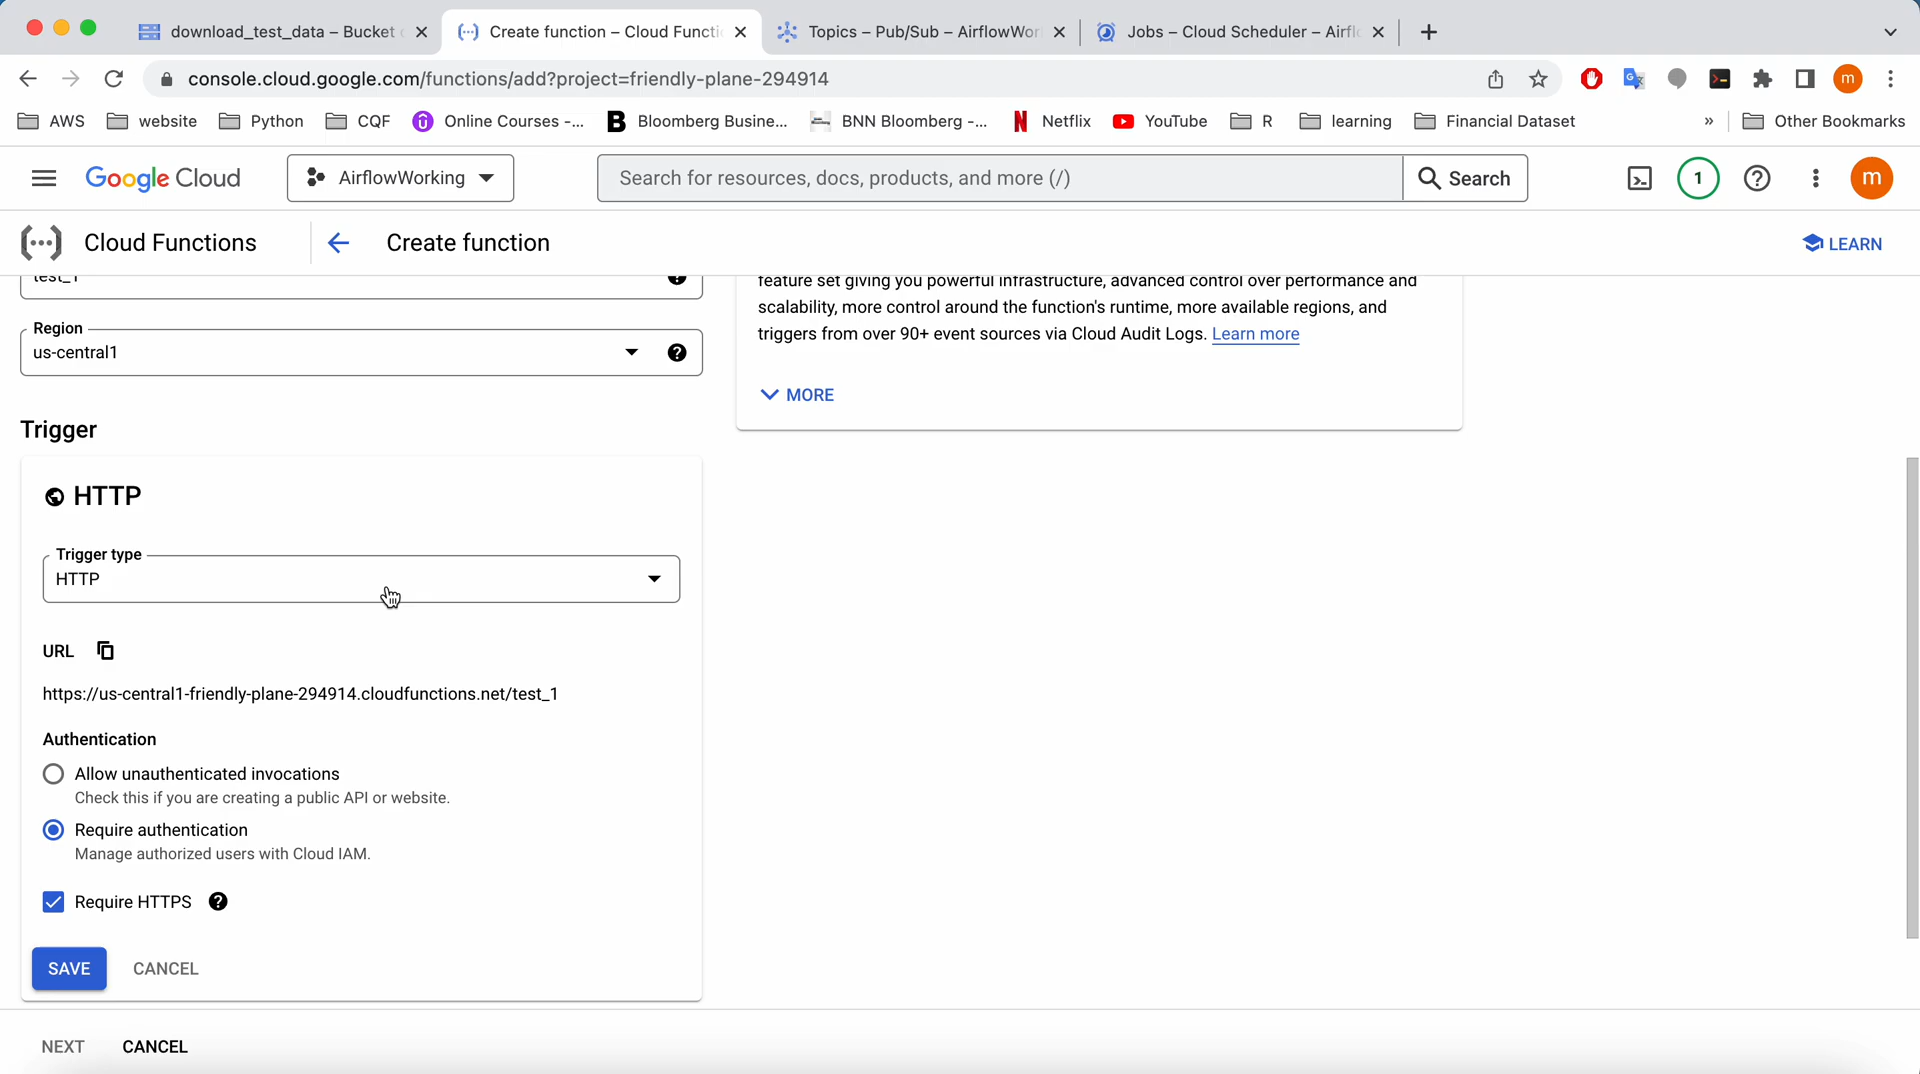 download_test_data – Bucket
Create function – Cloud Functi
Topics – Pub/Sub – AirflowWor
Jobs – Cloud Scheduler – Airfl
console.cloud.google.com/functions/add?project=friendly-plane-294914
m
AWS
website
Python
CQF
Online Courses -...
Bloomberg Busine...
BNN Bloomberg -...
Netflix
YouTube
R
learning
Financial Dataset
»
Other Bookmarks
Google Cloud
AirflowWorking
Search for resources, docs, products, and more (/)
Search
1
m
Cloud Functions
Create function
LEARN
test_1
feature set giving you powerful infrastructure, advanced control over performance and
scalability, more control around the function's runtime, more available regions, and
triggers from over 90+ event sources via Cloud Audit Logs. Learn more
MORE
Region
us-central1
Trigger
HTTP
Trigger type
HTTP
URL
https://us-central1-friendly-plane-294914.cloudfunctions.net/test_1
Authentication
Allow unauthenticated invocations
Check this if you are creating a public API or website.
Require authentication
Manage authorized users with Cloud IAM.
Require HTTPS
SAVE
CANCEL
NEXT
CANCEL